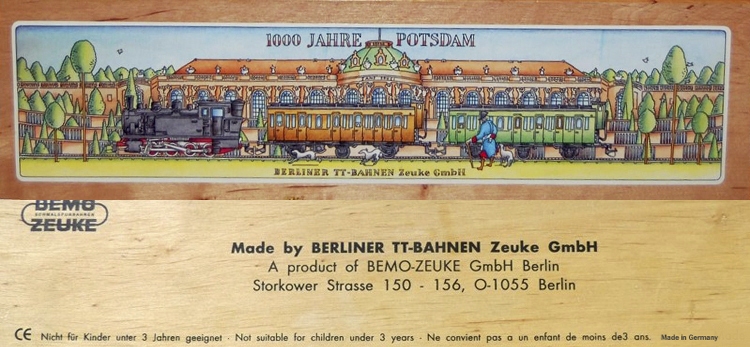 1000 JAHRE POTSDAM
BERLINER TT-BAHNEN Zeuke GmbH
BEMO
SCHMALSPURBAHNEN
ZEUKE
Made by BERLINER TT-BAHNEN Zeuke GmbH
A product of BEMO-ZEUKE GmbH Berlin
Storkower Strasse 150 - 156, O-1055 Berlin
CE Nicht für Kinder unter 3 Jahren geeignet · Not suitable for children under 3 years · Ne convient pas a un enfant de moins de3 ans. Made in Germany